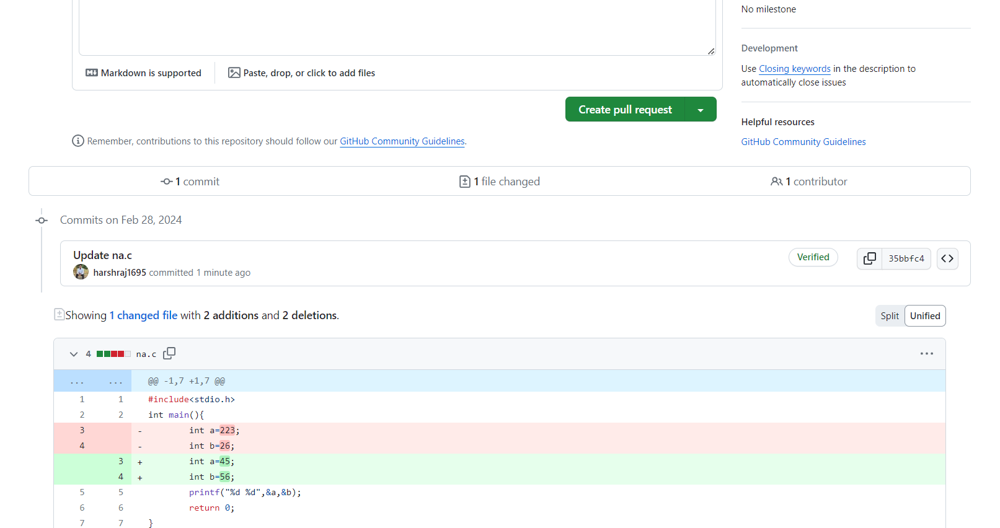 No milestone
Development
Use Closing keywords in the description to
automatically close issues
Markdown is supported
Paste, drop, or click to add files
Create pull request
Helpful resources
GitHub Community Guidelines
Remember, contributions to this repository should follow our GitHub Community Guidelines.
1 commit
1 file changed
1 contributor
Commits on Feb 28, 2024
Update na.c
harshraj1695 committed 1 minute ago
Verified
35bbfc4
Showing 1 changed file with 2 additions and 2 deletions.
Split
Unified
4 na.c
... ... @@ -1,7 +1,7 @@
1 1 #include<stdio.h>
2 2 int main(){
3 - int a=223;
4 - int b=26;
3 + int a=45;
4 + int b=56;
5 5 printf("%d %d",&a,&b);
6 6 return 0;
7 7 }